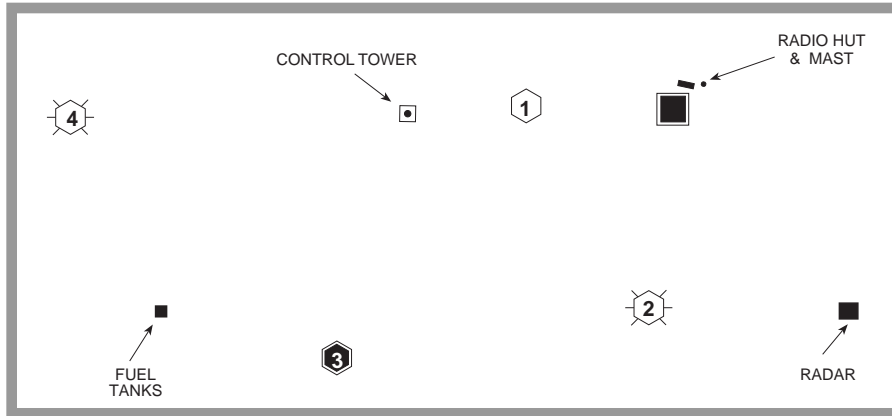 RADIO HUT
& MAST
CONTROL TOWER
1
4
2
3
FUEL
TANKS
RADAR